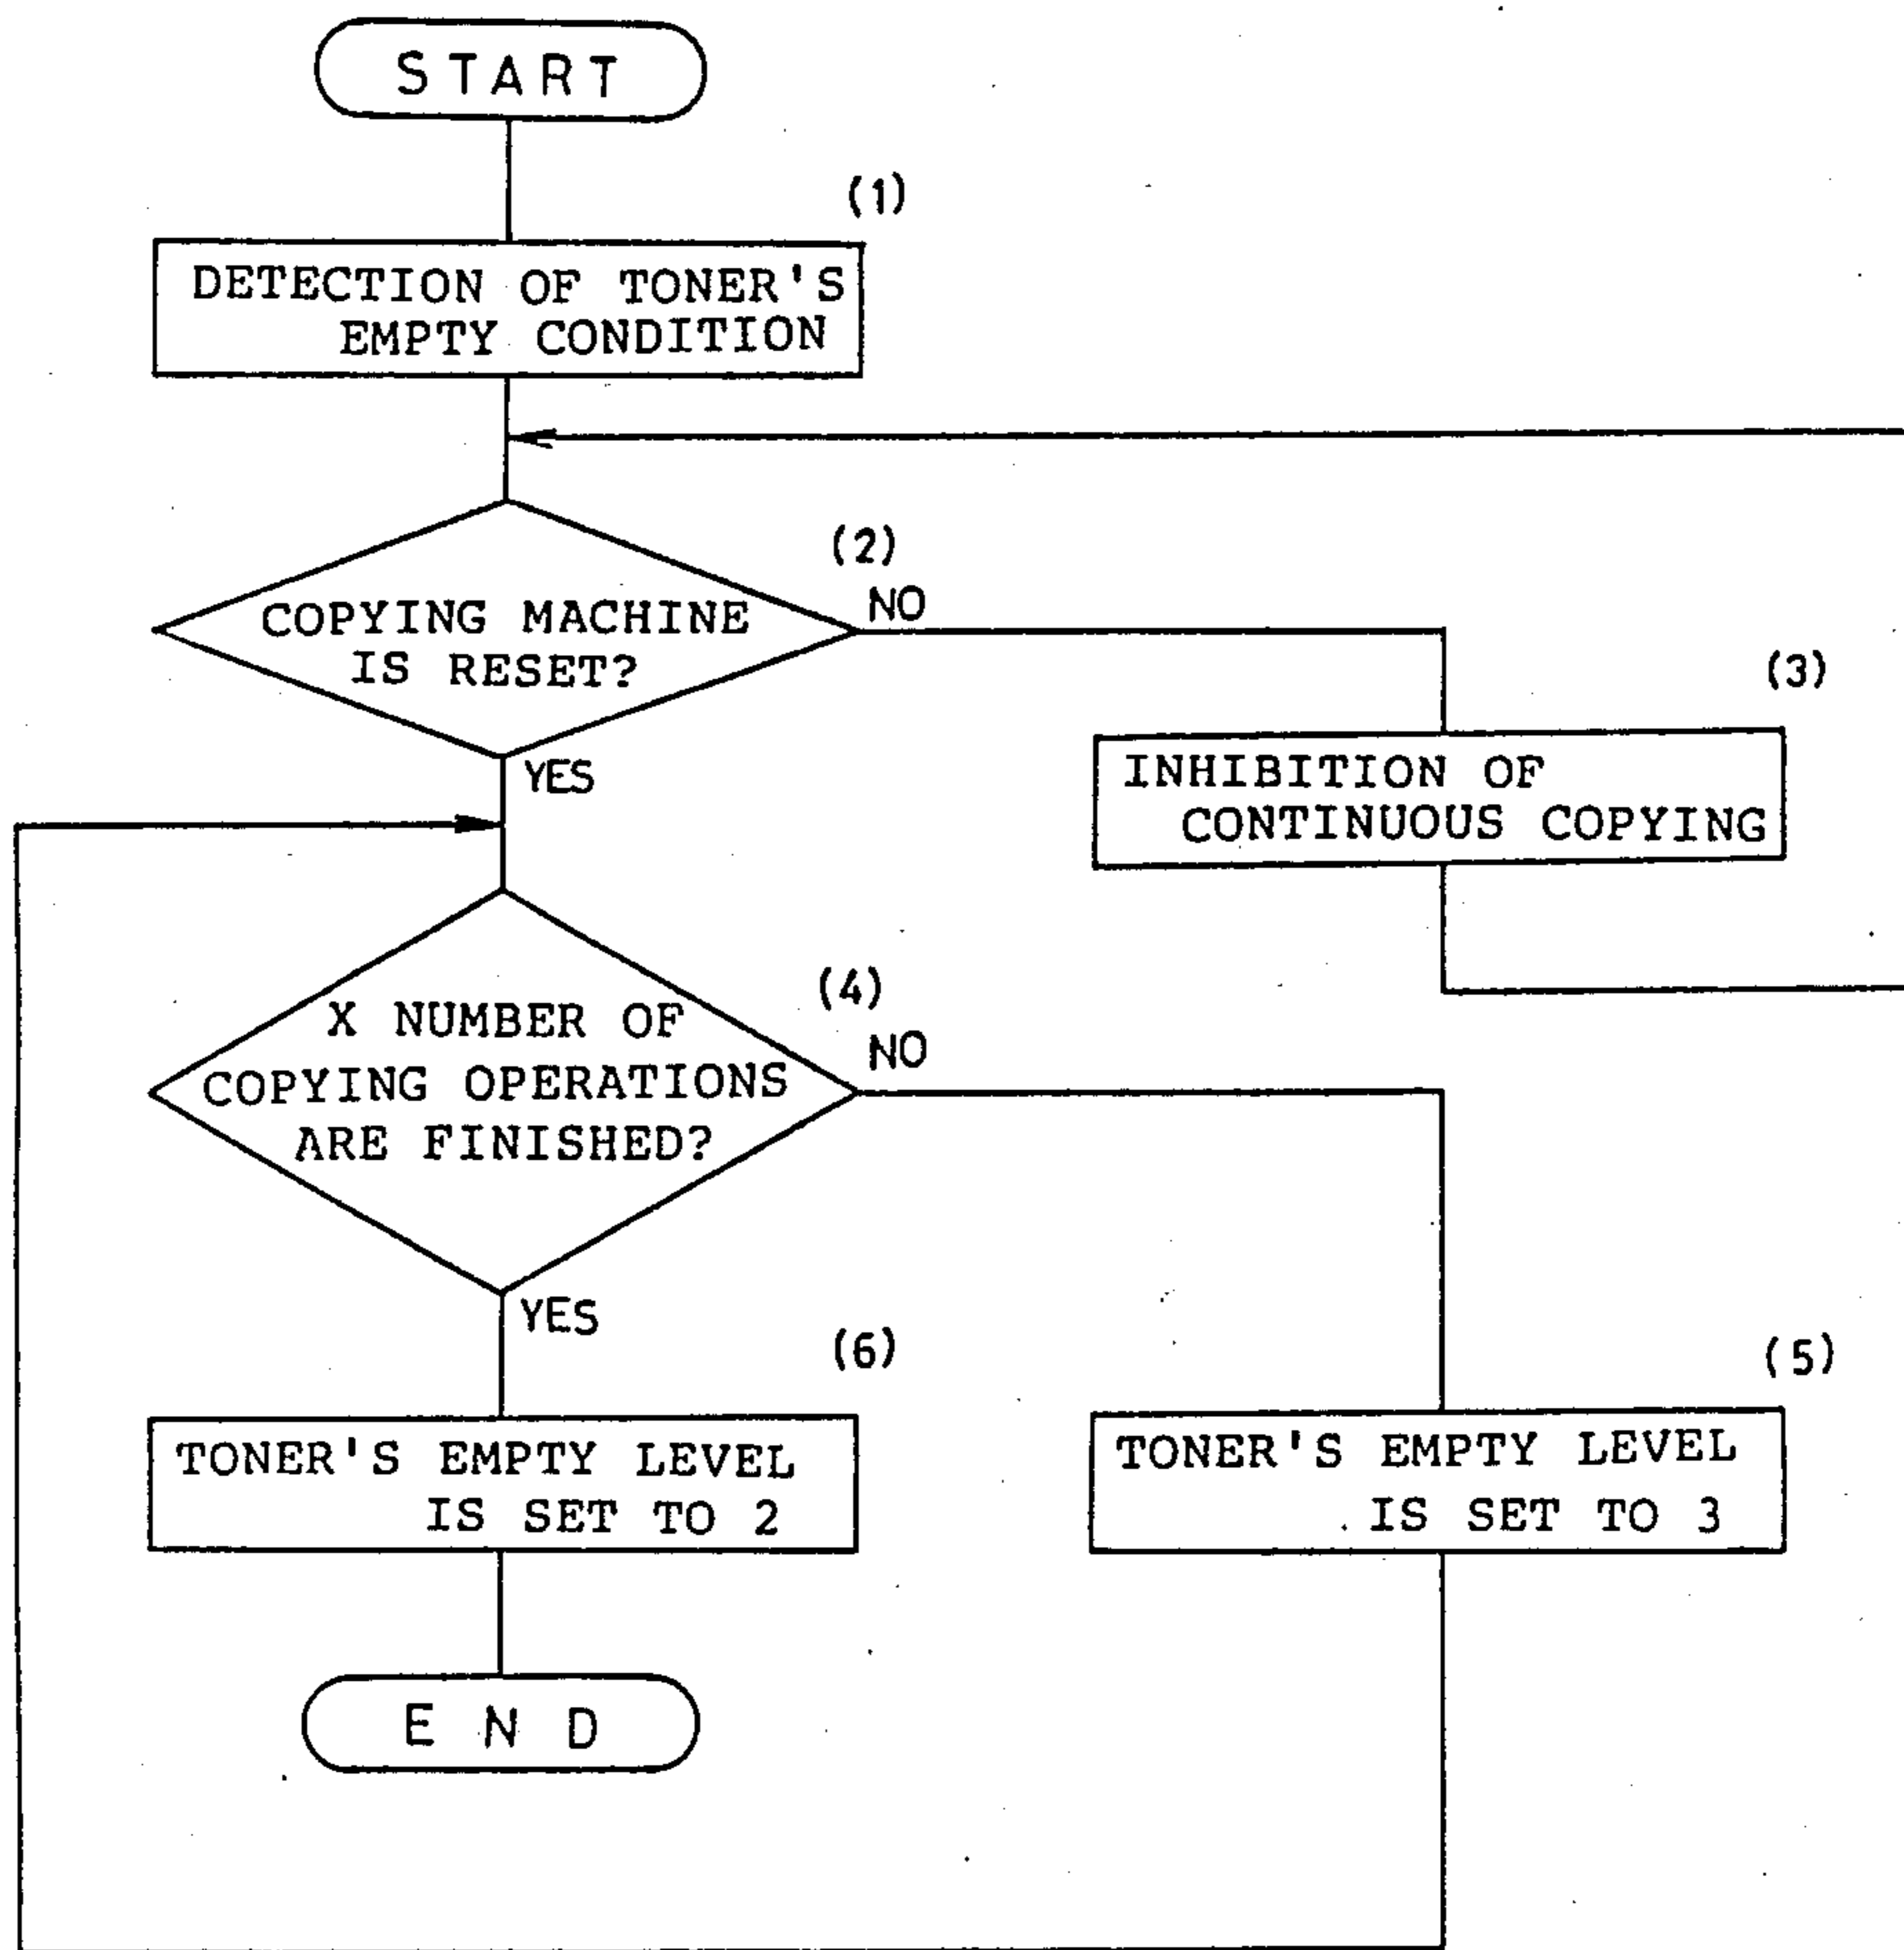 START
(1)
DETECTION OF TONER'S
EMPTY CONDITION
(2)
COPYING MACHINE
IS RESET?
NO
YES
(3)
INHIBITION OF
CONTINUOUS COPYING
(4)
X NUMBER OF
COPYING OPERATIONS
ARE FINISHED?
NO
YES
(5)
TONER'S EMPTY LEVEL
IS SET TO 3
(6)
TONER'S EMPTY LEVEL
IS SET TO 2
END